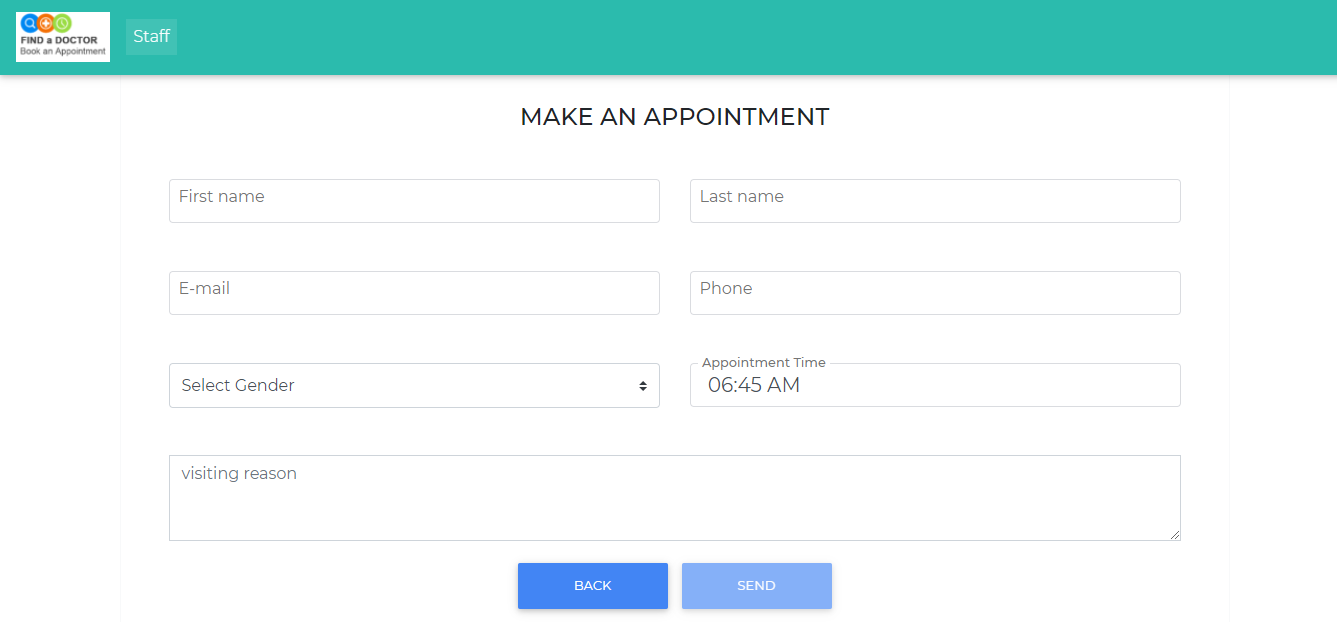 FIND a DOCTOR
Book an Appointment
Staff
MAKE AN APPOINTMENT
First name
Last name
E-mail
Phone
Select Gender
Appointment Time
06:45 AM
visiting reason
BACK
SEND